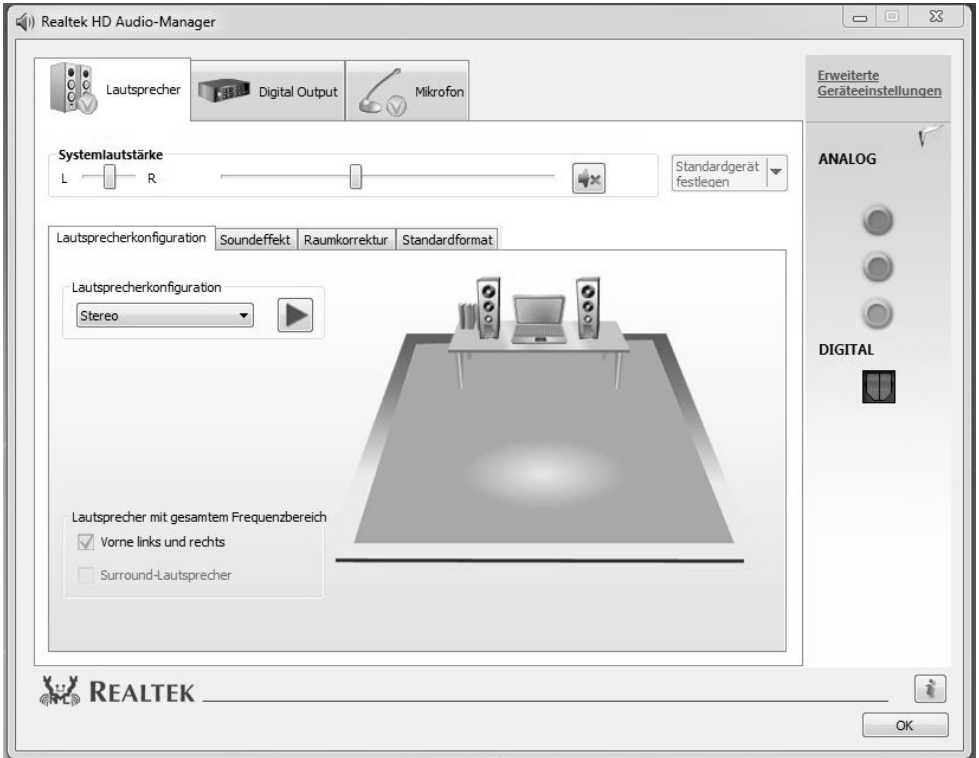 Realtek HD Audio-Manager
Lautsprecher
Digital Output
Mikrofon
Erweiterte
Geräteeinstellungen
Systemlautstärke
L
R
Standardgerät
festlegen
ANALOG
Lautsprecherkonfiguration
Soundeffekt
Raumkorrektur
Standardformat
Lautsprecherkonfiguration
Stereo
DIGITAL
Lautsprecher mit gesamtem Frequenzbereich
Vorne links und rechts
Surround-Lautsprecher
REALTEK
OK